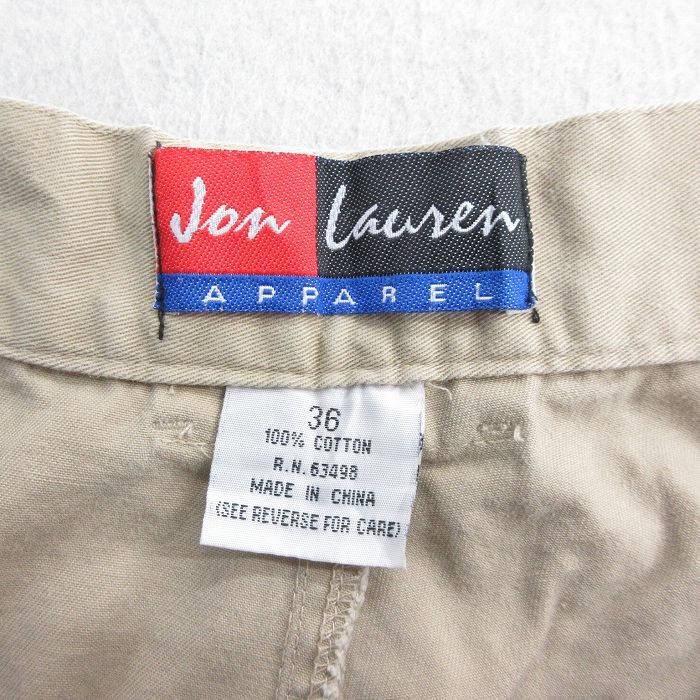 Jon Lauren
APPAREL
36
100% COTTON
R.N. 63498
MADE IN CHINA
(SEE REVERSE FOR CARE)